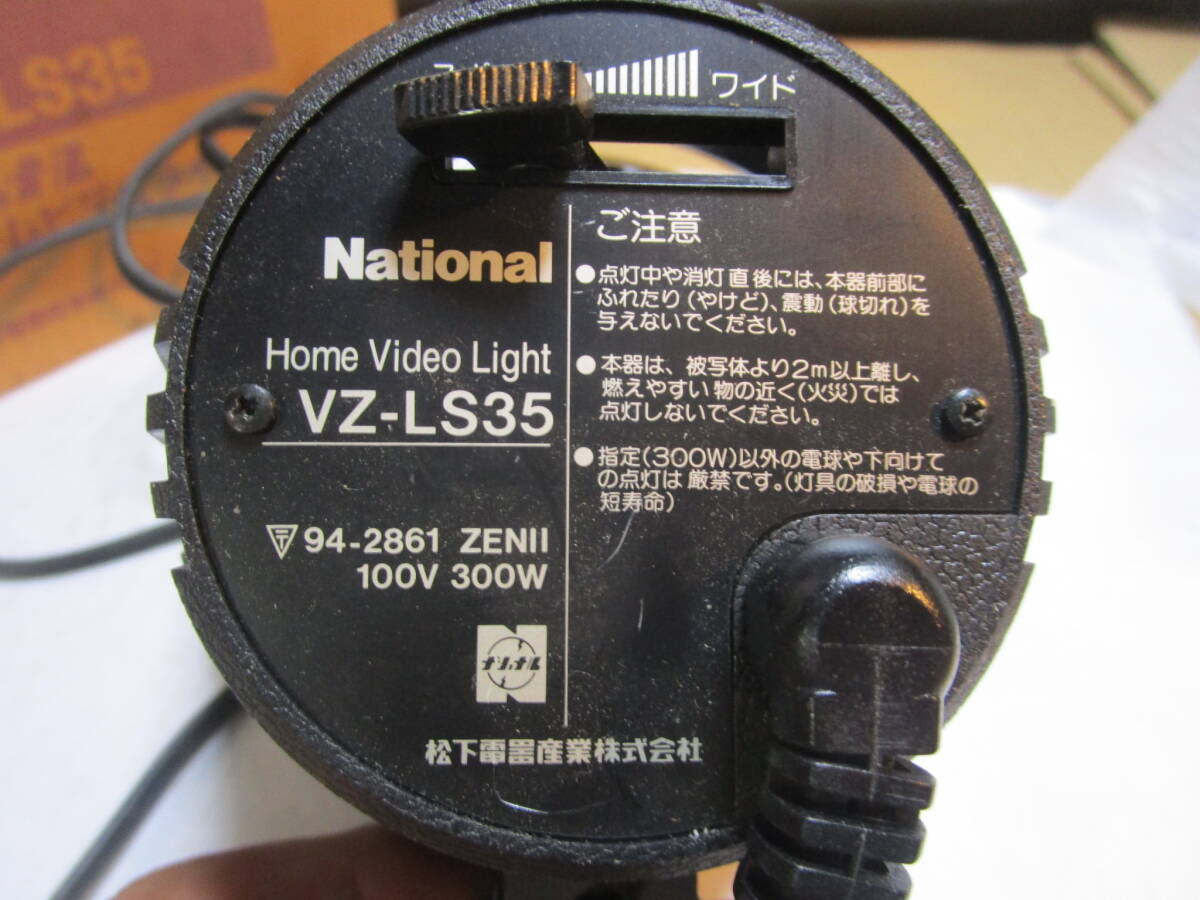 LS35
ワイド
National
Home Video Light
VZ-LS35
94-2861 ZENII
100V 300W
ナショナル
松下電器産業株式会社
ご注意
●点灯中や消灯直後には、本器前部に
ふれたり(やけど)、震動(球切れ)を
与えないでください。
●本器は、被写体より2m以上離し、
燃えやすい物の近く(火災)では
点灯しないでください。
●指定(300W)以外の電球や下向けて
の点灯は厳禁です。(灯具の破損や電球の
短寿命)